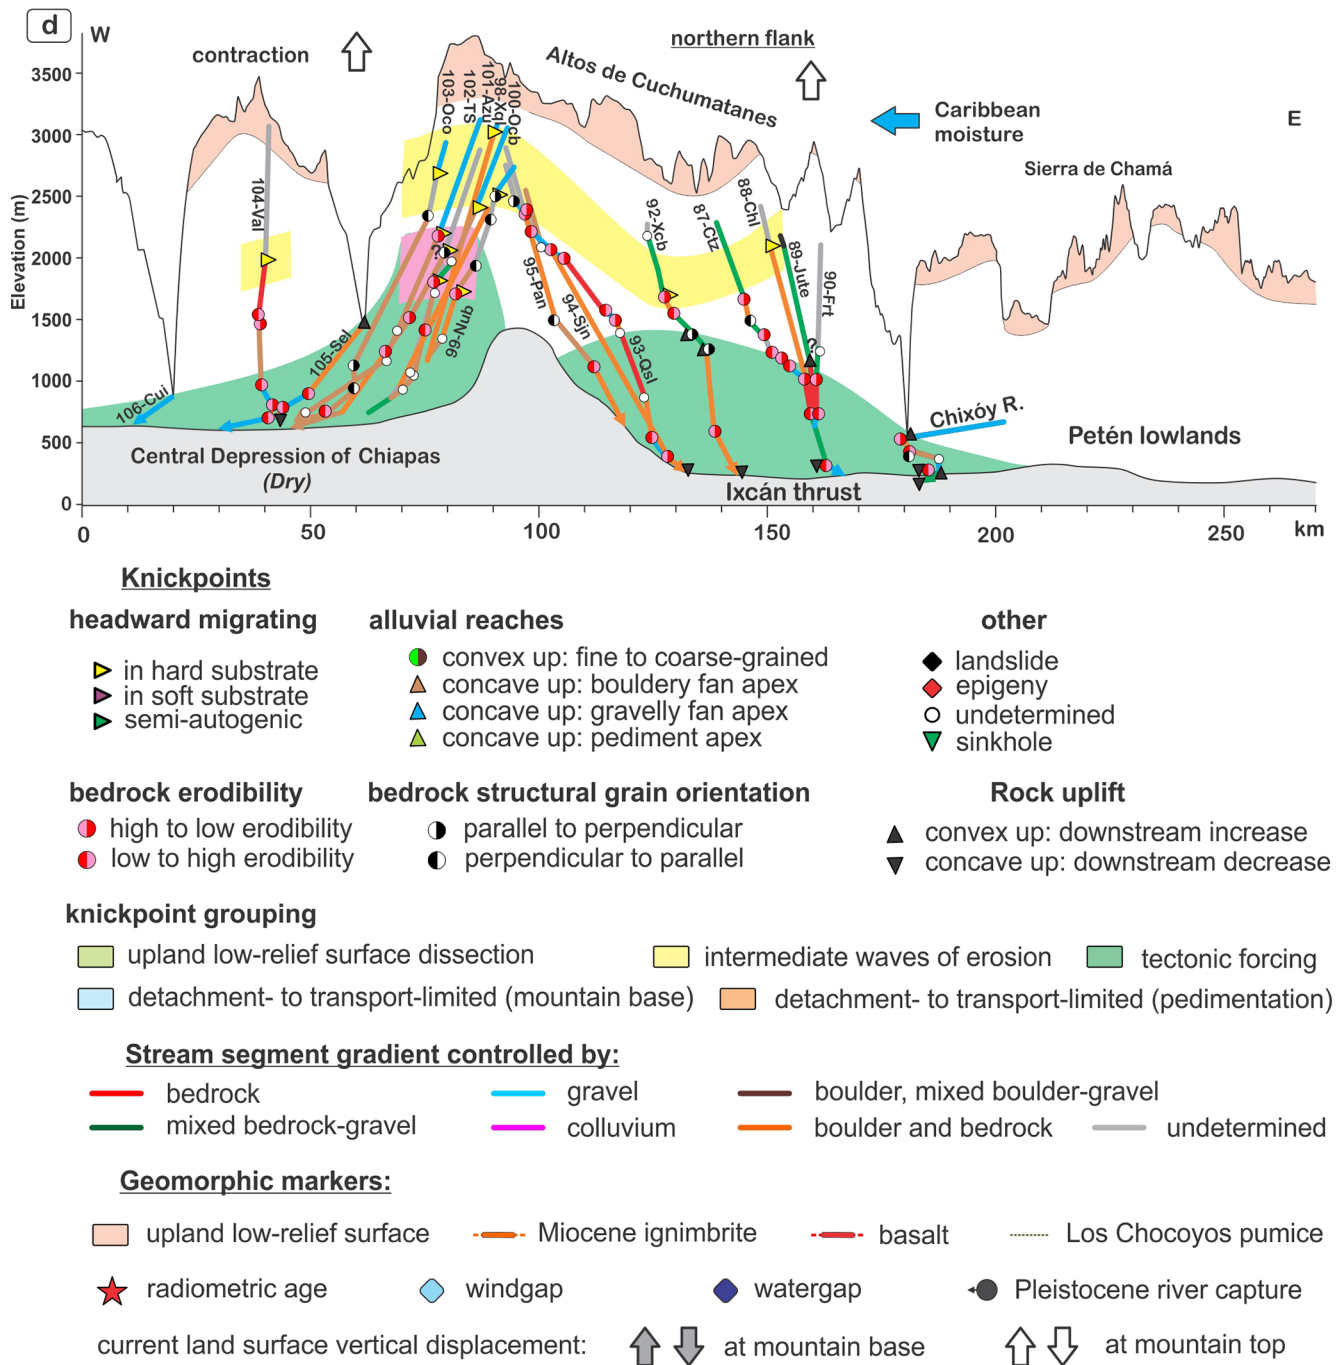 d
W
contraction
northern flank
Altos de Cuchumatanes
Caribbean
moisture
E
Sierra de Chamá
Elevation (m)
3500
3000
2500
2000
1500
1000
500
0
104-Val
103-Oco
102-TS
101-Azu
98-Xql
100-Ocb
105-Sel
106-Cui
99-Nub
95-Pan
94-Sjn
93-Qsl
92-Xcb
87-Ctz
88-Chl
89-Jute
90-Frt
?
?
Chixóy R.
Petén lowlands
Central Depression of Chiapas
(Dry)
Ixcán thrust
0
50
100
150
200
250
km
Knickpoints
headward migrating
in hard substrate
in soft substrate
semi-autogenic
alluvial reaches
convex up: fine to coarse-grained
concave up: bouldery fan apex
concave up: gravelly fan apex
concave up: pediment apex
other
landslide
epigeny
undetermined
sinkhole
bedrock erodibility
high to low erodibility
low to high erodibility
bedrock structural grain orientation
parallel to perpendicular
perpendicular to parallel
Rock uplift
convex up: downstream increase
concave up: downstream decrease
knickpoint grouping
upland low-relief surface dissection
intermediate waves of erosion
tectonic forcing
detachment- to transport-limited (mountain base)
detachment- to transport-limited (pedimentation)
Stream segment gradient controlled by:
bedrock
gravel
boulder, mixed boulder-gravel
mixed bedrock-gravel
colluvium
boulder and bedrock
undetermined
Geomorphic markers:
upland low-relief surface
Miocene ignimbrite
basalt
Los Chocoyos pumice
radiometric age
windgap
watergap
Pleistocene river capture
current land surface vertical displacement:
at mountain base
at mountain top